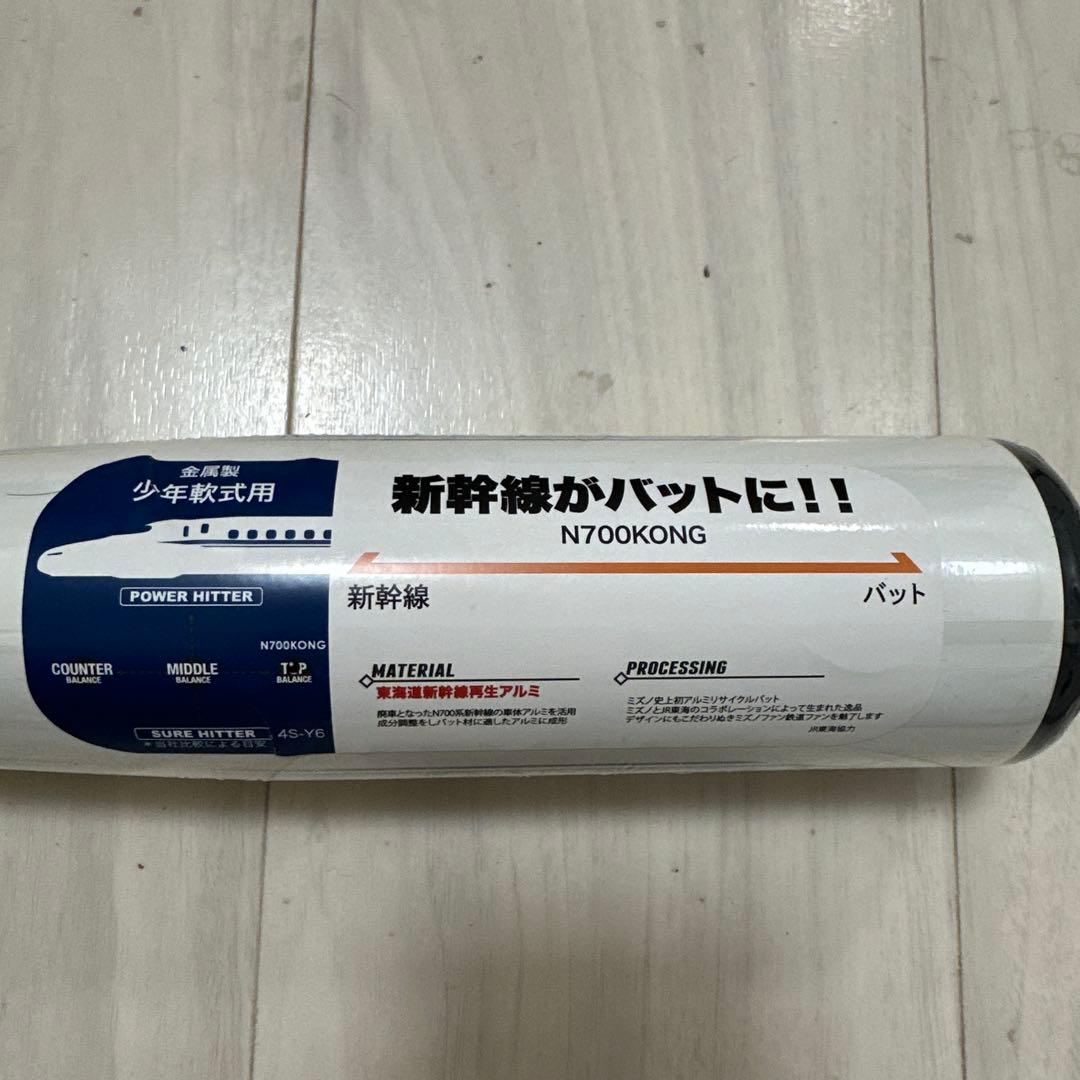 金属製
少年軟式用
POWER HITTER
N700KONG
COUNTER BALANCE
MIDDLE BALANCE
TOP BALANCE
SURE HITTER
4S-Y6
*当社比較による目安
新幹線がバットに!!
N700KONG
新幹線
バット
MATERIAL
東海道新幹線再生アルミ
廃車となったN700系新幹線の車体アルミを活用
成分調整をしバット材に適したアルミに成形
PROCESSING
ミズノ史上初アルミリサイクルバット
ミズノとJR東海のコラボレーションによって生まれた逸品
デザインにもこだわりぬきミズノファン鉄道ファンを魅了します
JR東海協力